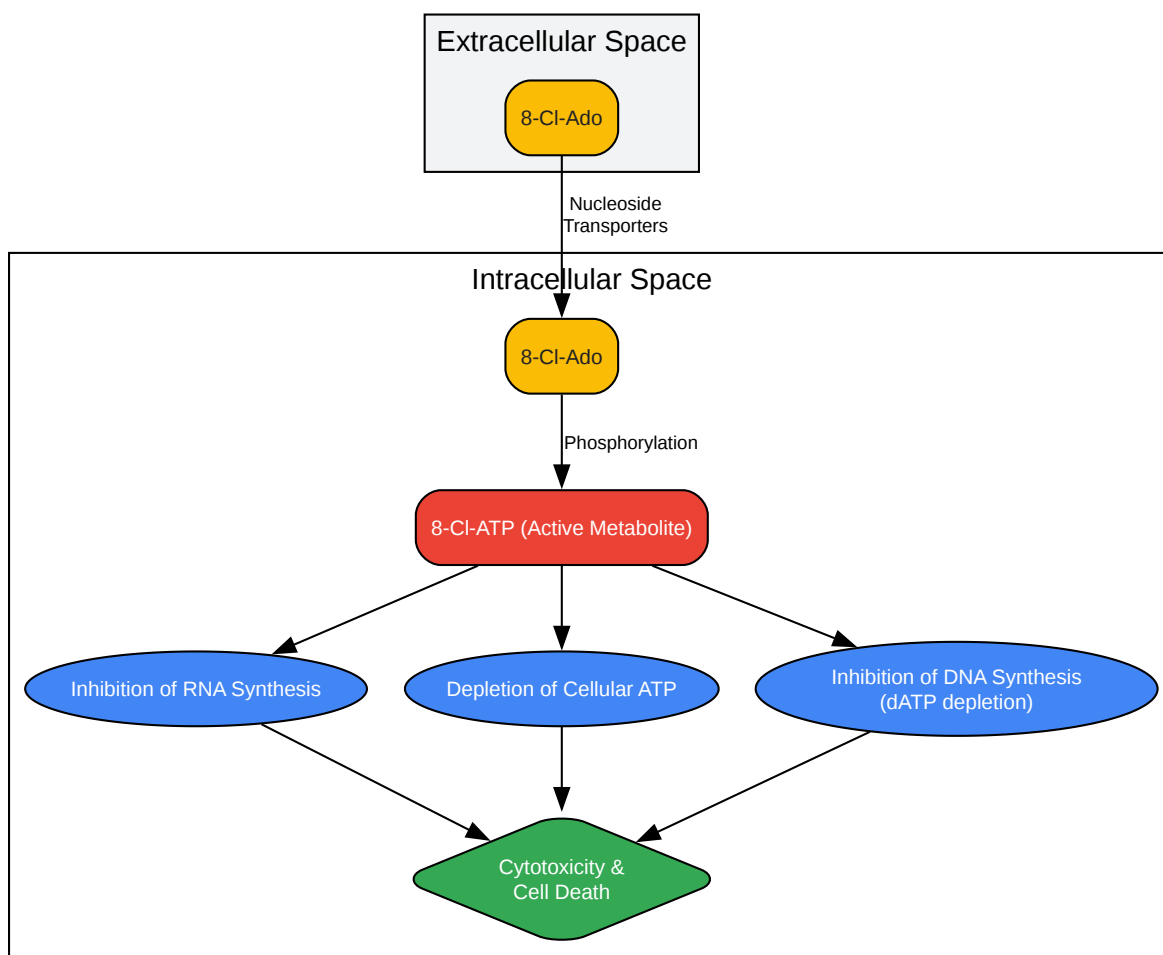 Extracellular Space
8-Cl-Ado
Nucleoside
Transporters
Intracellular Space
8-Cl-Ado
Phosphorylation
8-Cl-ATP (Active Metabolite)
Inhibition of RNA Synthesis
Depletion of Cellular ATP
Inhibition of DNA Synthesis
(dATP depletion)
Cytotoxicity &
Cell Death